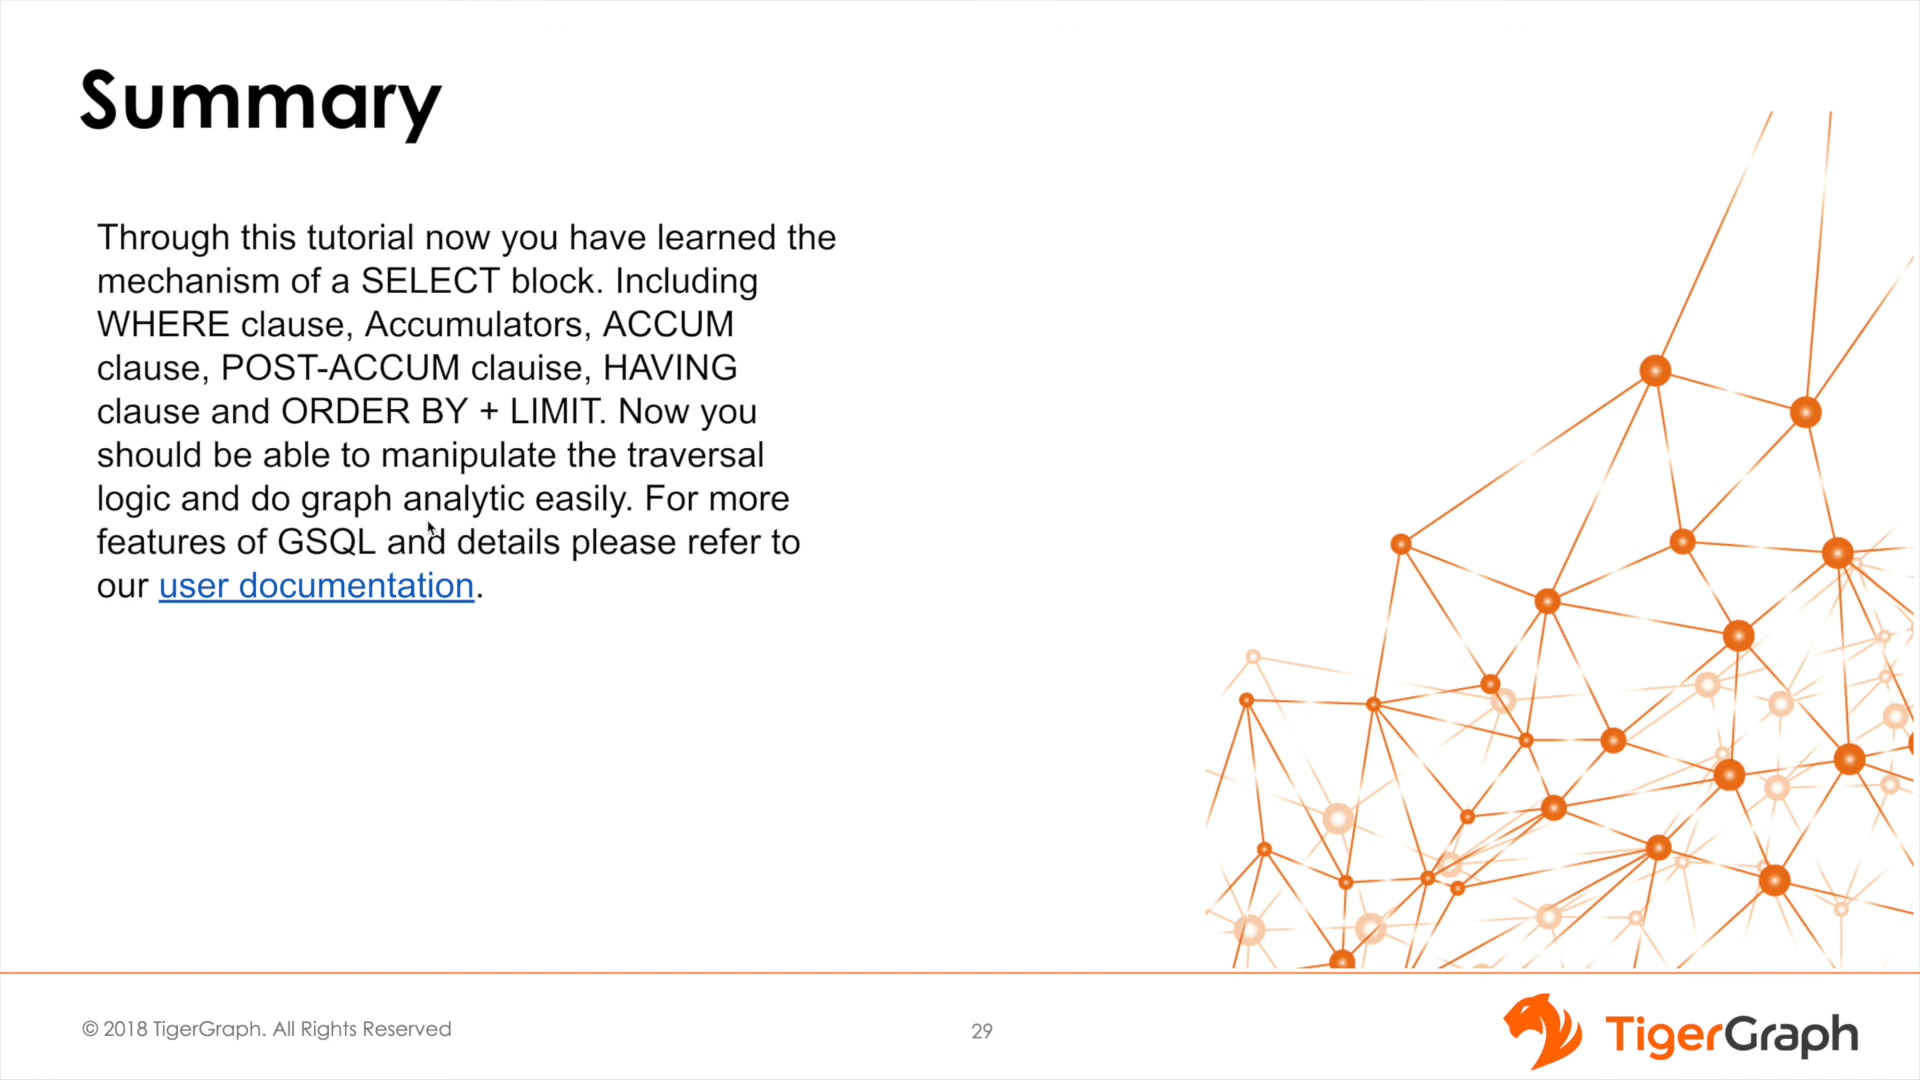 Summary
Through this tutorial now you have learned the
mechanism of a SELECT block. Including
WHERE clause, Accumulators, ACCUM
clause, POST-ACCUM clauise, HAVING
clause and ORDER BY + LIMIT. Now you
should be able to manipulate the traversal
logic and do graph analytic easily. For more
features of GSQL and details please refer to
our user documentation.
© 2018 TigerGraph. All Rights Reserved
29
TigerGraph